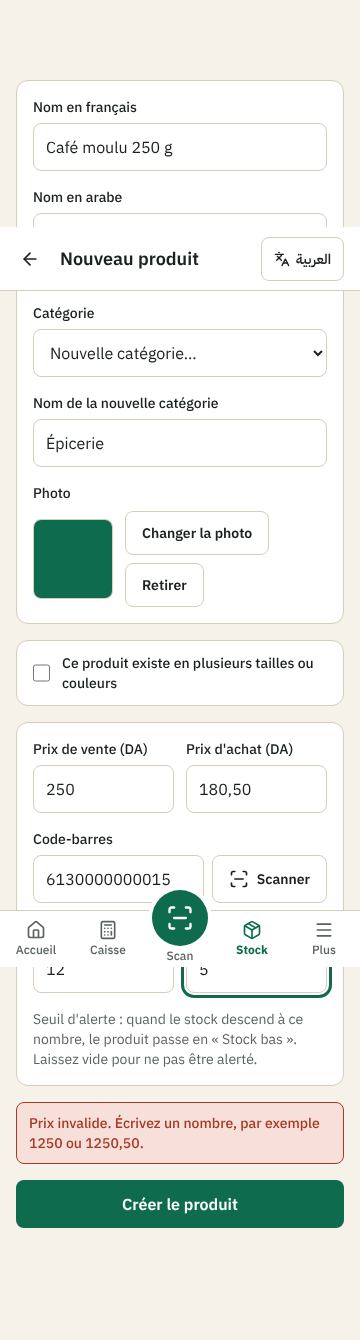 Nom en français
Café moulu 250 g
Nom en arabe
Nouveau produit
العربية
Catégorie
Nouvelle catégorie…
Nom de la nouvelle catégorie
Épicerie
Photo
Changer la photo
Retirer
Ce produit existe en plusieurs tailles ou
couleurs
Prix de vente (DA)
Prix d'achat (DA)
250
180,50
Code-barres
6130000000015
Scanner
Accueil
Caisse
Scan
Stock
Plus
12
5
Seuil d'alerte : quand le stock descend à ce
nombre, le produit passe en « Stock bas ».
Laissez vide pour ne pas être alerté.
Prix invalide. Écrivez un nombre, par exemple
1250 ou 1250,50.
Créer le produit